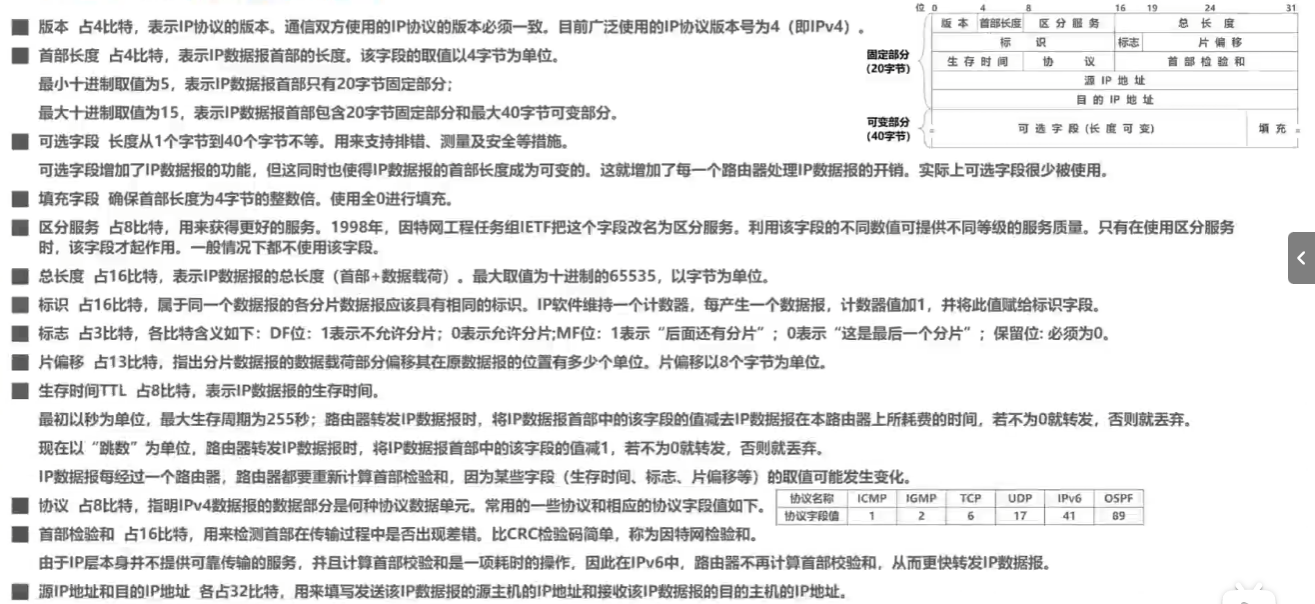 位 0 4 8 16 19 24 31
版 本 首部长度 区 分 服 务 总 长 度
标 识 标志 片 偏 移
生 存 时 间 协 议 首 部 检 验 和
源 IP 地 址
目 的 IP 地 址
可 选 字 段 (长 度 可 变) 填 充
固定部分
(20字节)
可变部分
(40字节)
版本 占4比特，表示IP协议的版本。通信双方使用的IP协议的版本必须一致。目前广泛使用的IP协议版本号为4（即IPv4）。
首部长度 占4比特，表示IP数据报首部的长度。该字段的取值以4字节为单位。
最小十进制取值为5，表示IP数据报首部只有20字节固定部分；
最大十进制取值为15，表示IP数据报首部包含20字节固定部分和最大40字节可变部分。
可选字段 长度从1个字节到40个字节不等。用来支持排错、测量及安全等措施。
可选字段增加了IP数据报的功能，但这同时也使得IP数据报的首部长度成为可变的。这就增加了每一个路由器处理IP数据报的开销。实际上可选字段很少被使用。
填充字段 确保首部长度为4字节的整数倍。使用全0进行填充。
区分服务 占8比特，用来获得更好的服务。1998年，因特网工程任务组IETF把这个字段改名为区分服务。利用该字段的不同数值可提供不同等级的服务质量。只有在使用区分服务
时，该字段才起作用。一般情况下都不使用该字段。
总长度 占16比特，表示IP数据报的总长度（首部+数据载荷）。最大取值为十进制的65535，以字节为单位。
标识 占16比特，属于同一个数据报的各分片数据报应该具有相同的标识。IP软件维持一个计数器，每产生一个数据报，计数器值加1，并将此值赋给标识字段。
标志 占3比特，各比特含义如下：DF位：1表示不允许分片；0表示允许分片;MF位：1表示“后面还有分片”；0表示“这是最后一个分片”；保留位: 必须为0。
片偏移 占13比特，指出分片数据报的数据载荷部分偏移其在原数据报的位置有多少个单位。片偏移以8个字节为单位。
生存时间TTL 占8比特，表示IP数据报的生存时间。
最初以秒为单位，最大生存周期为255秒；路由器转发IP数据报时，将IP数据报首部中的该字段的值减去IP数据报在本路由器上所耗费的时间，若不为0就转发，否则就丢弃。
现在以“跳数”为单位，路由器转发IP数据报时，将IP数据报首部中的该字段的值减1，若不为0就转发，否则就丢弃。
IP数据报每经过一个路由器，路由器都要重新计算首部检验和，因为某些字段（生存时间、标志、片偏移等）的取值可能发生变化。
协议 占8比特，指明IPv4数据报的数据部分是何种协议数据单元。常用的一些协议和相应的协议字段值如下。
协议名称 ICMP IGMP TCP UDP IPv6 OSPF
协议字段值 1 2 6 17 41 89
首部检验和 占16比特，用来检测首部在传输过程中是否出现差错。比CRC检验码简单，称为因特网检验和。
由于IP层本身并不提供可靠传输的服务，并且计算首部校验和是一项耗时的操作，因此在IPv6中，路由器不再计算首部校验和，从而更快转发IP数据报。
源IP地址和目的IP地址 各占32比特，用来填写发送该IP数据报的源主机的IP地址和接收该IP数据报的目的主机的IP地址。